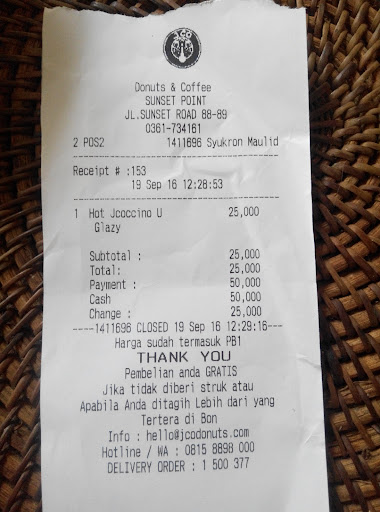 J.CO
Donuts & Coffee
SUNSET POINT
JL.SUNSET ROAD 88-89
0361-734161
2 POS2 1411696 Syukron Maulid
Receipt # :153
19 Sep 16 12:28:53
1 Hot Jcoccino U 25,000
Glazy
Subtotal : 25,000
Total: 25,000
Payment : 50,000
Cash 50,000
Change : 25,000
----1411696 CLOSED 19 Sep 16 12:29:16---
Harga sudah termasuk PB1
THANK YOU
Pembelian anda GRATIS
Jika tidak diberi struk atau
Apabila Anda ditagih Lebih dari yang
Tertera di Bon
Info : hello@jcodonuts.com
Hotline / WA : 0815 8898 000
DELIVERY ORDER : 1 500 377